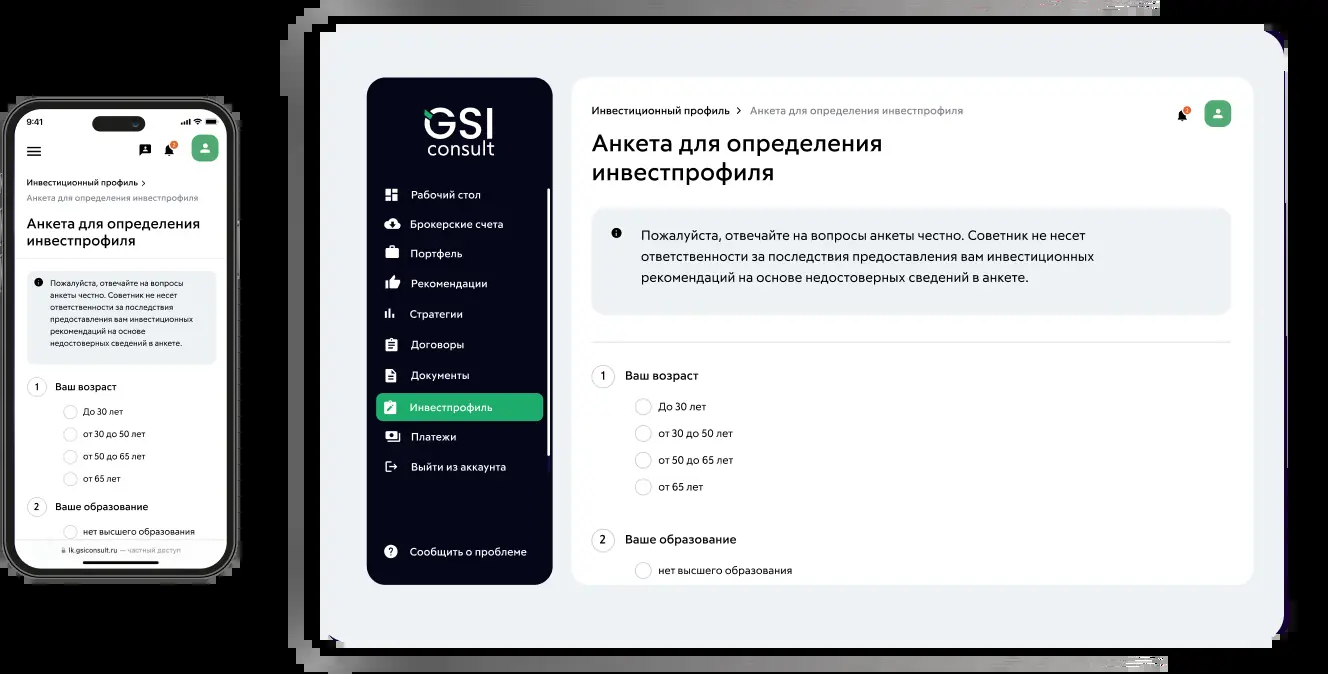 9:41
2
Инвестиционный профиль >
Анкета для определения инвестпрофиля
Анкета для определения
инвестпрофиля
Пожалуйста, отвечайте на вопросы
анкеты честно. Советник не несет
ответственности за последствия
предоставления вам инвестиционных
рекомендаций на основе
недостоверных сведений в анкете.
1 Ваш возраст
До 30 лет
от 30 до 50 лет
от 50 до 65 лет
от 65 лет
2 Ваше образование
нет высшего образования
lk.gsiconsult.ru — частный доступ
GSI
consult
Рабочий стол
Брокерские счета
Портфель
Рекомендации
Стратегии
Договоры
Документы
Инвестпрофиль
Платежи
Выйти из аккаунта
Сообщить о проблеме
Инвестиционный профиль > Анкета для определения инвестпрофиля
Анкета для определения
инвестпрофиля
Пожалуйста, отвечайте на вопросы анкеты честно. Советник не несет
ответственности за последствия предоставления вам инвестиционных
рекомендаций на основе недостоверных сведений в анкете.
1 Ваш возраст
До 30 лет
от 30 до 50 лет
от 50 до 65 лет
от 65 лет
2 Ваше образование
нет высшего образования